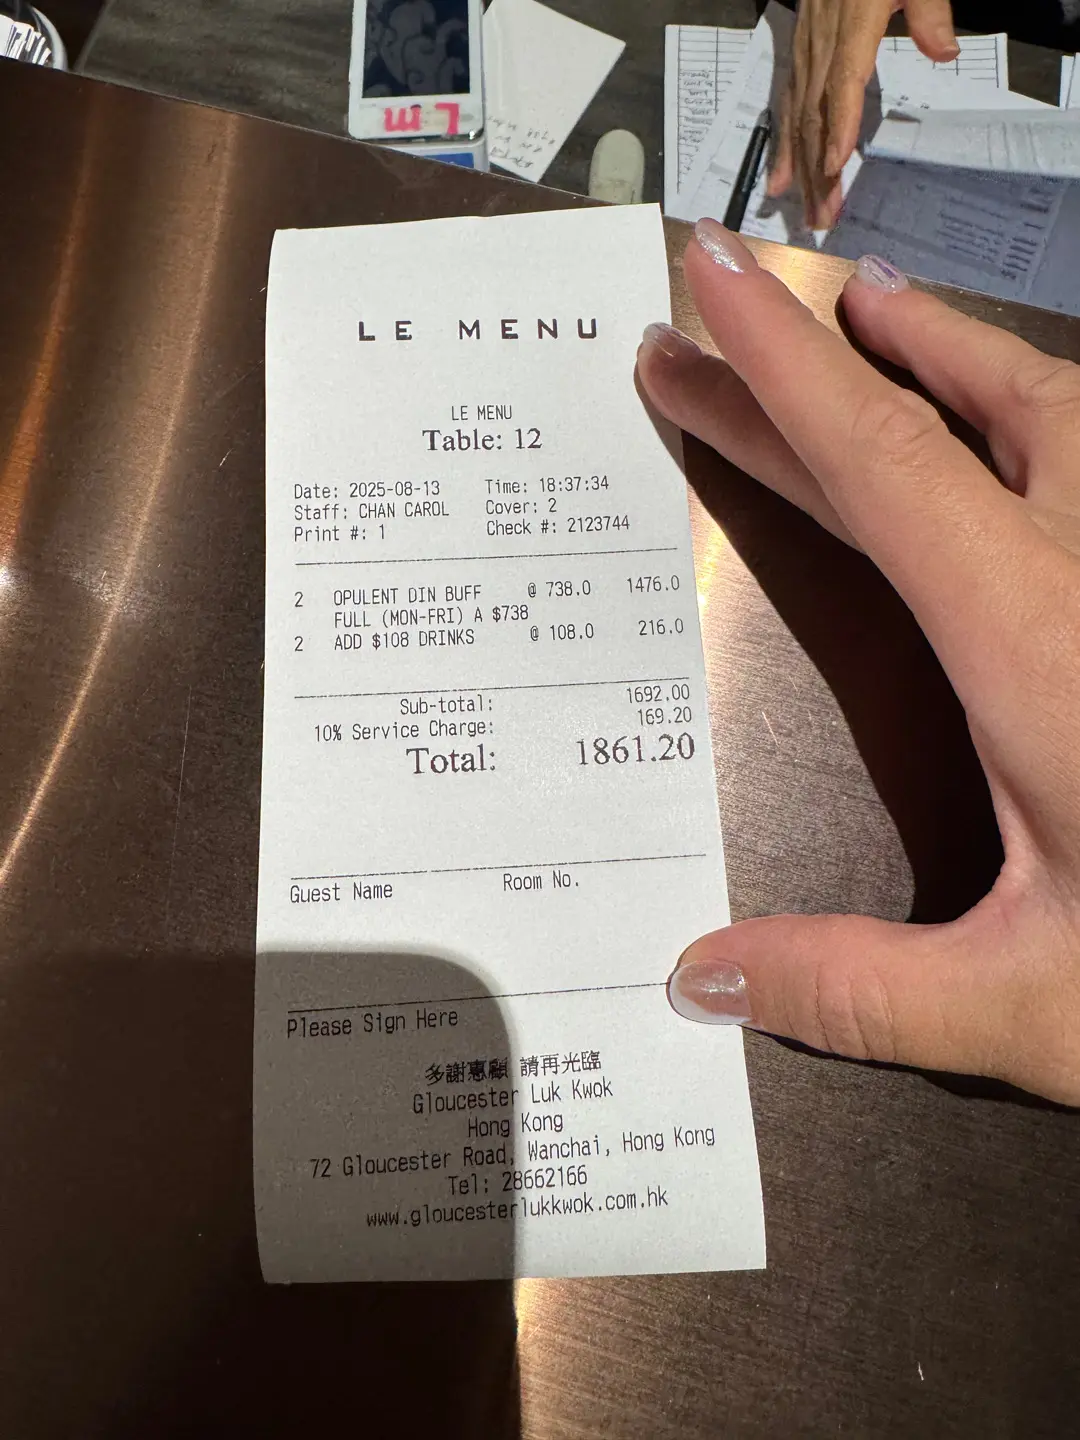 Lm
LE MENU
LE MENU
Table: 12
Date: 2025-08-13 Time: 18:37:34
Staff: CHAN CAROL Cover: 2
Print #: 1 Check #: 2123744
2 OPULENT DIN BUFF @ 738.0 1476.0
FULL (MON-FRI) A $738
2 ADD $108 DRINKS @ 108.0 216.0
Sub-total: 1692.00
10% Service Charge: 169.20
Total: 1861.20
Guest Name Room No.
Please Sign Here
多謝惠顧 請再光臨
Gloucester Luk Kwok
Hong Kong
72 Gloucester Road, Wanchai, Hong Kong
Tel: 28662166
www.gloucesterlukkwok.com.hk